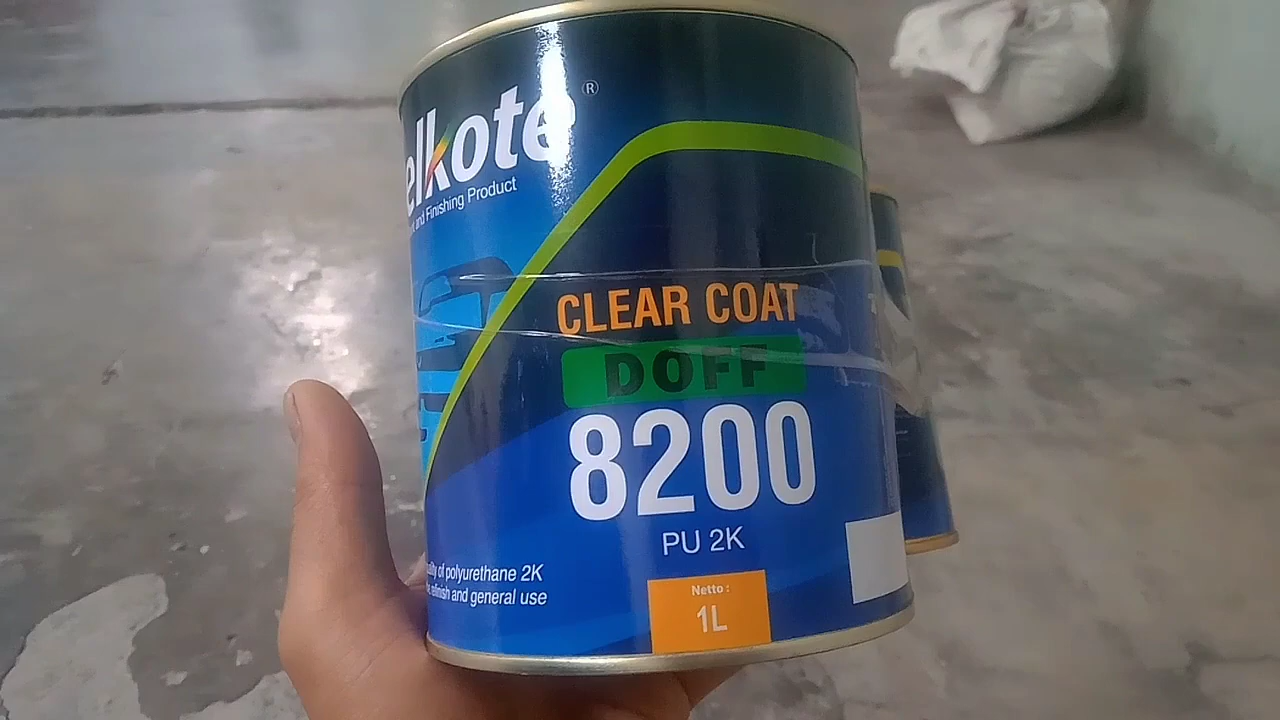 elkote®
and Finishing Product
CLEAR COAT
DOFF
8200
PU 2K
of polyurethane 2K
refinish and general use
Netto :
1L